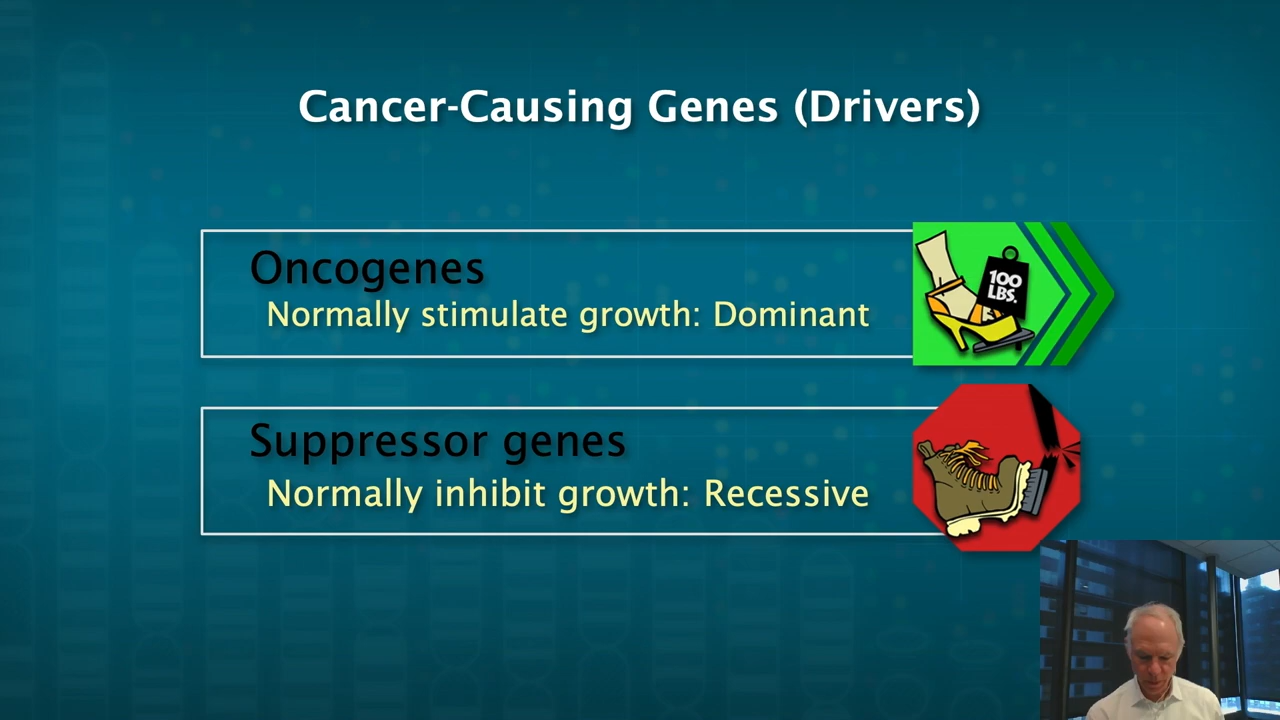 Cancer-Causing Genes (Drivers)
Oncogenes
Normally stimulate growth: Dominant
100
LBS.
Suppressor genes
Normally inhibit growth: Recessive